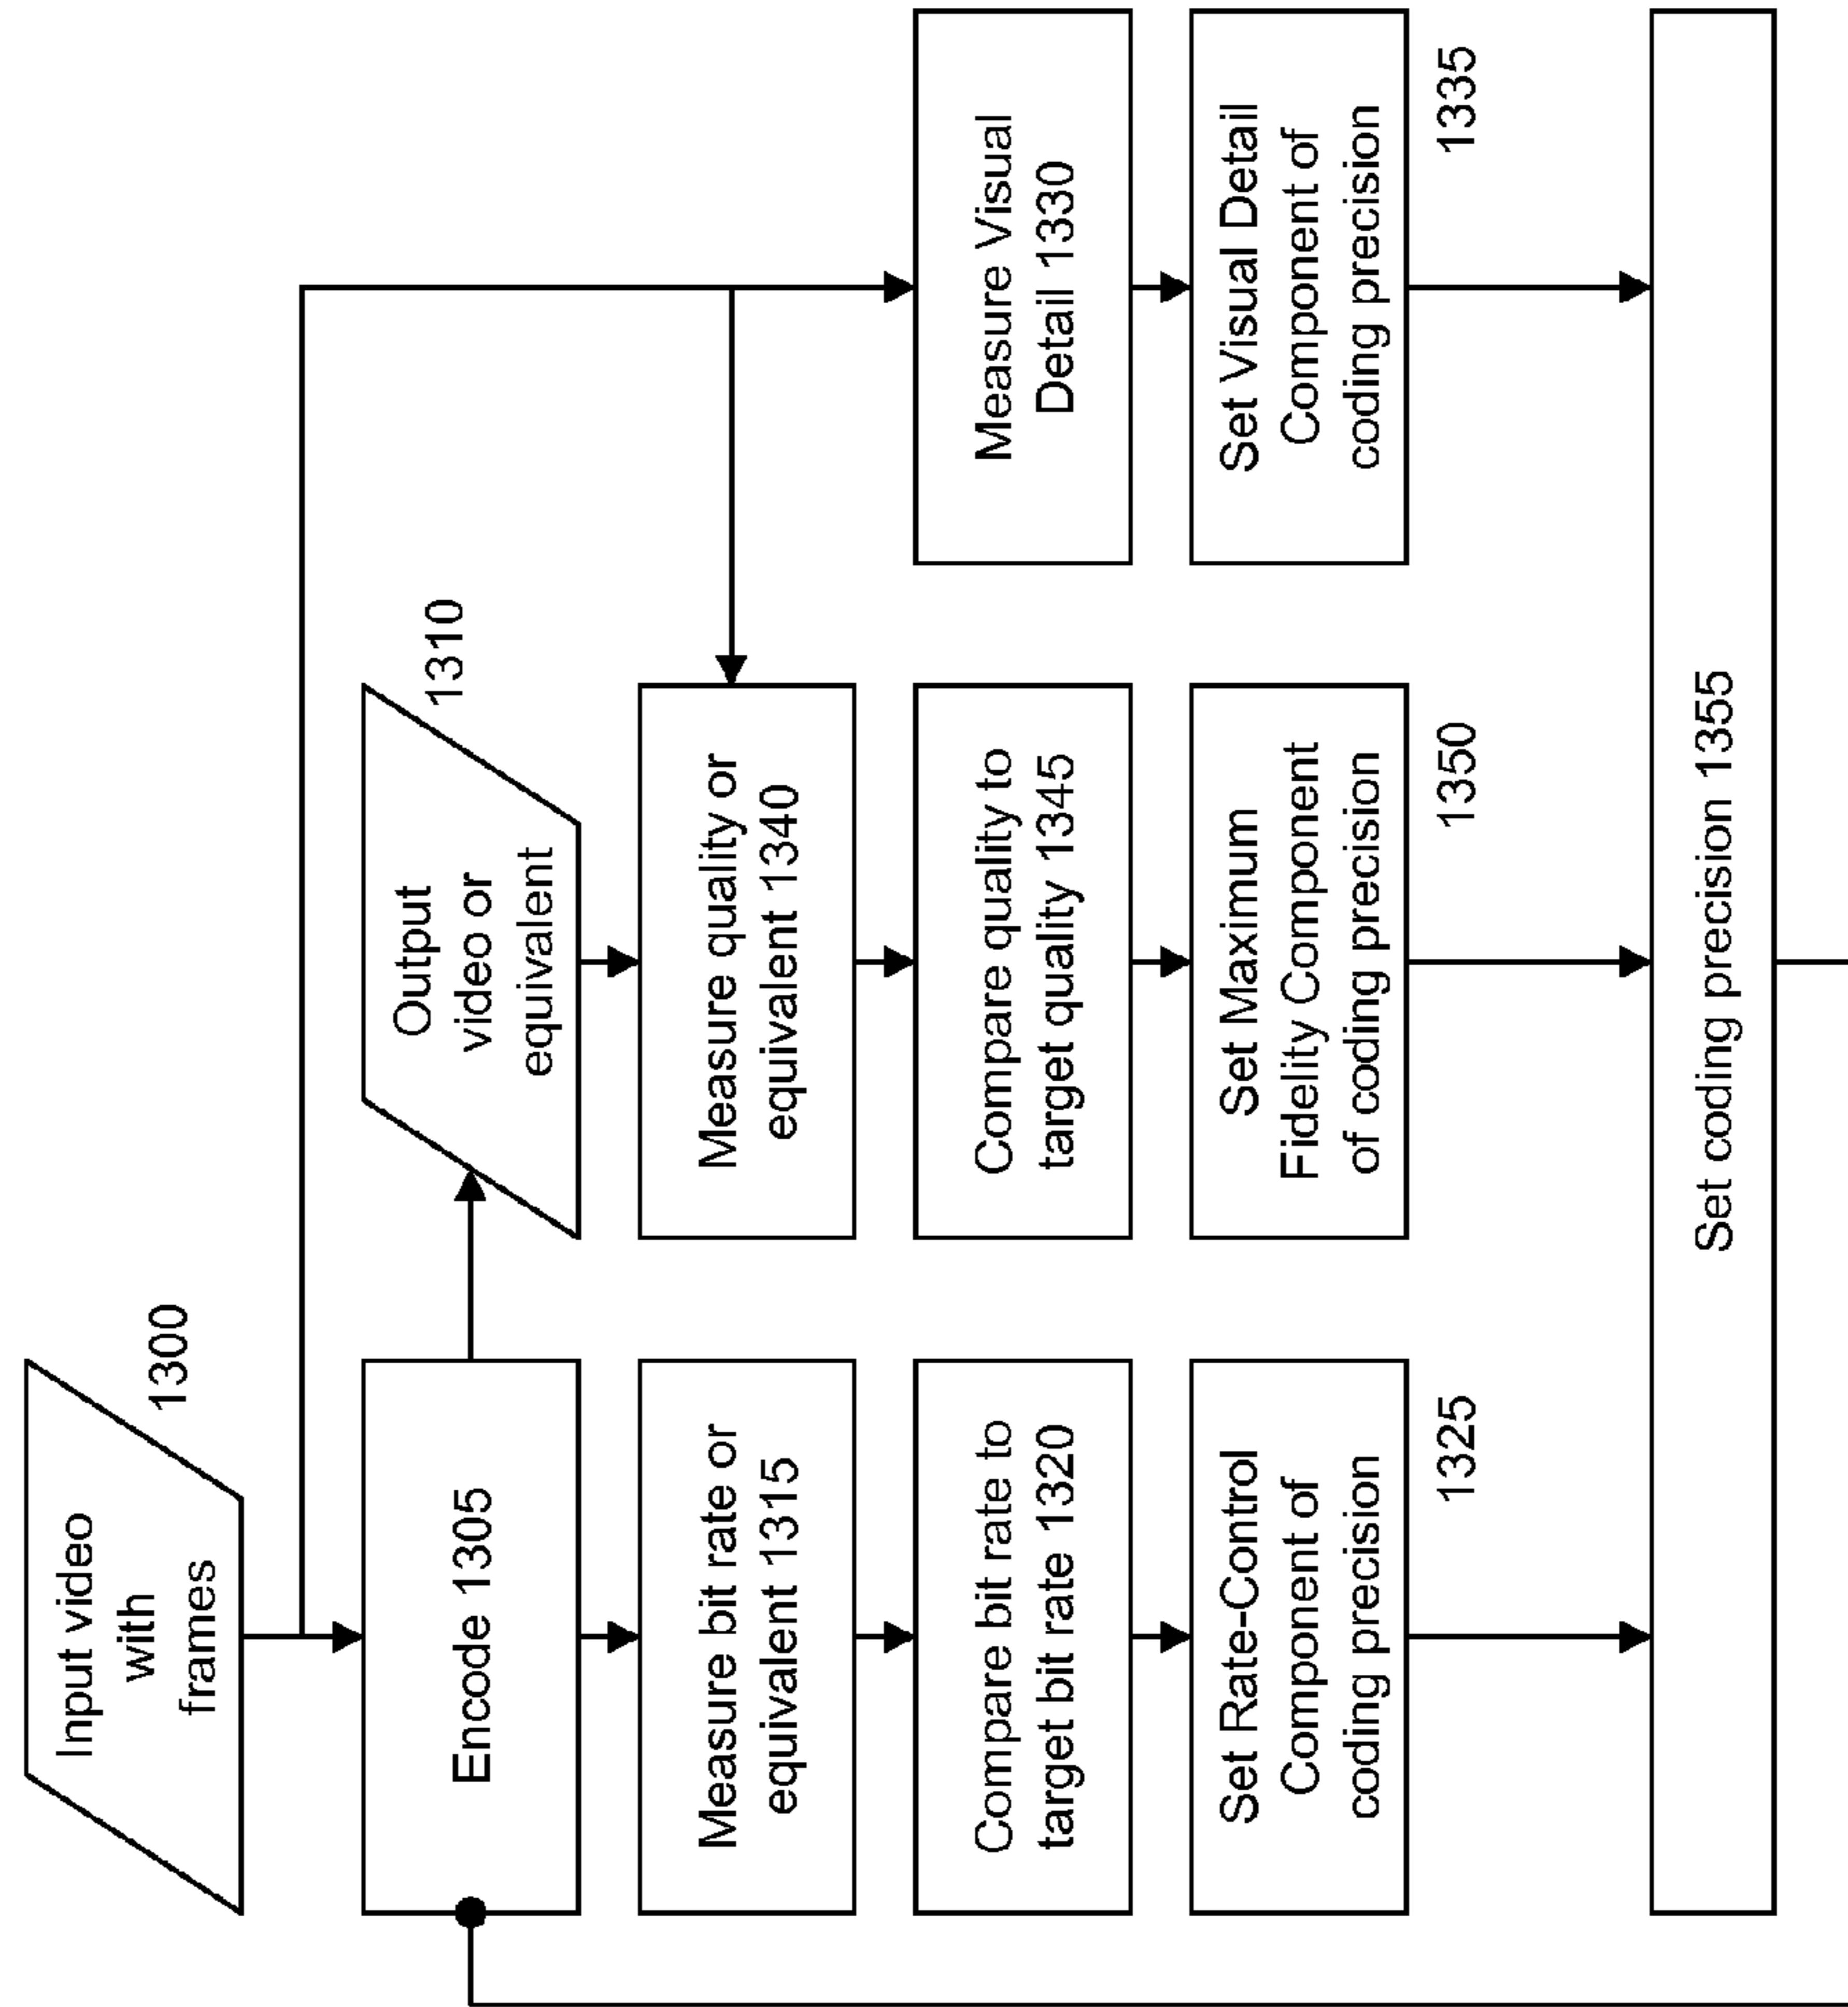 Input video
with
frames
1300
Encode 1305
Output
video or
equivalent
1310
Measure bit rate or
equivalent 1315
Measure quality or
equivalent 1340
Compare bit rate to
target bit rate 1320
Compare quality to
target quality 1345
Measure Visual
Detail 1330
Set Rate-Control
Component of
coding precision
1325
Set Maximum
Fidelity Component
of coding precision
1350
Set Visual Detail
Component of
coding precision
1335
Set coding precision 1355